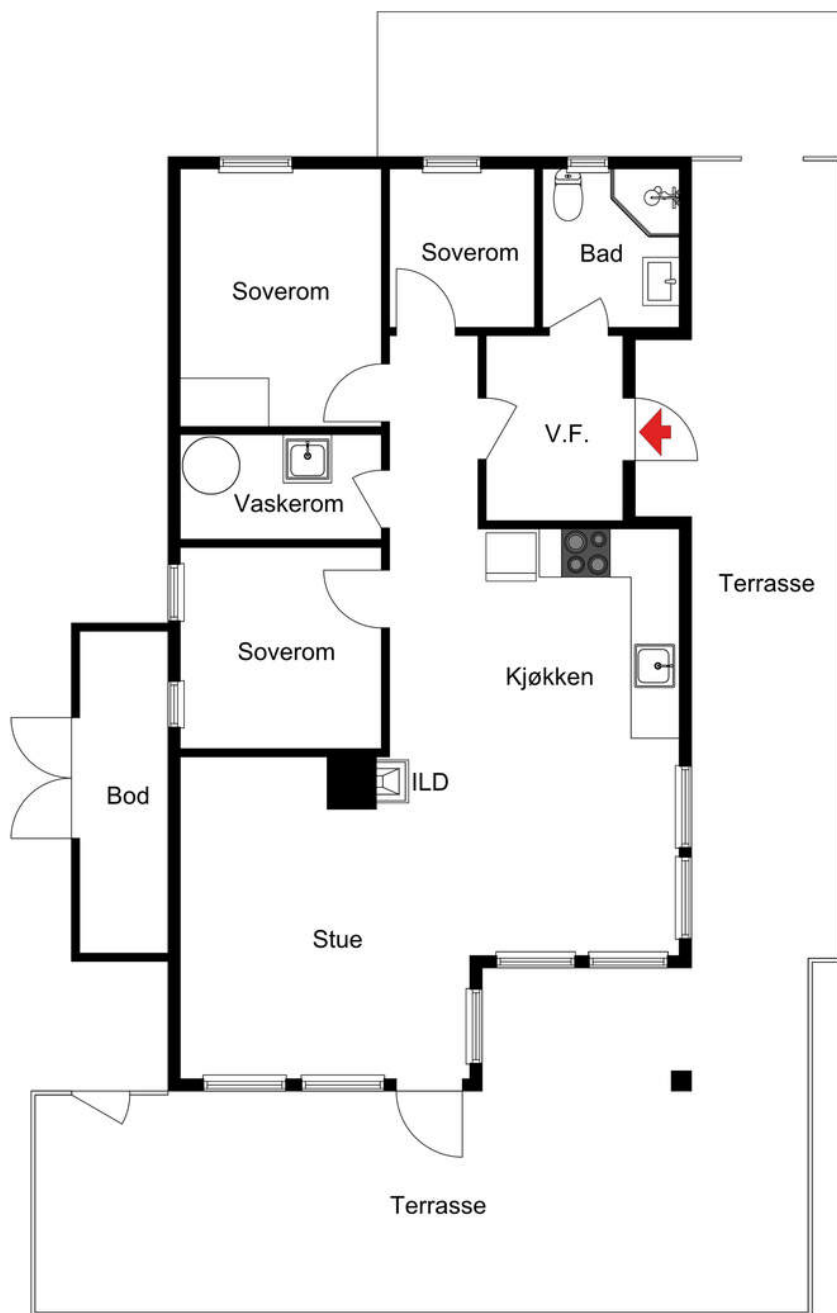 Soverom
Bad
Soverom
V.F.
Vaskerom
Terrasse
Soverom
Kjøkken
ILD
Bod
Stue
Terrasse